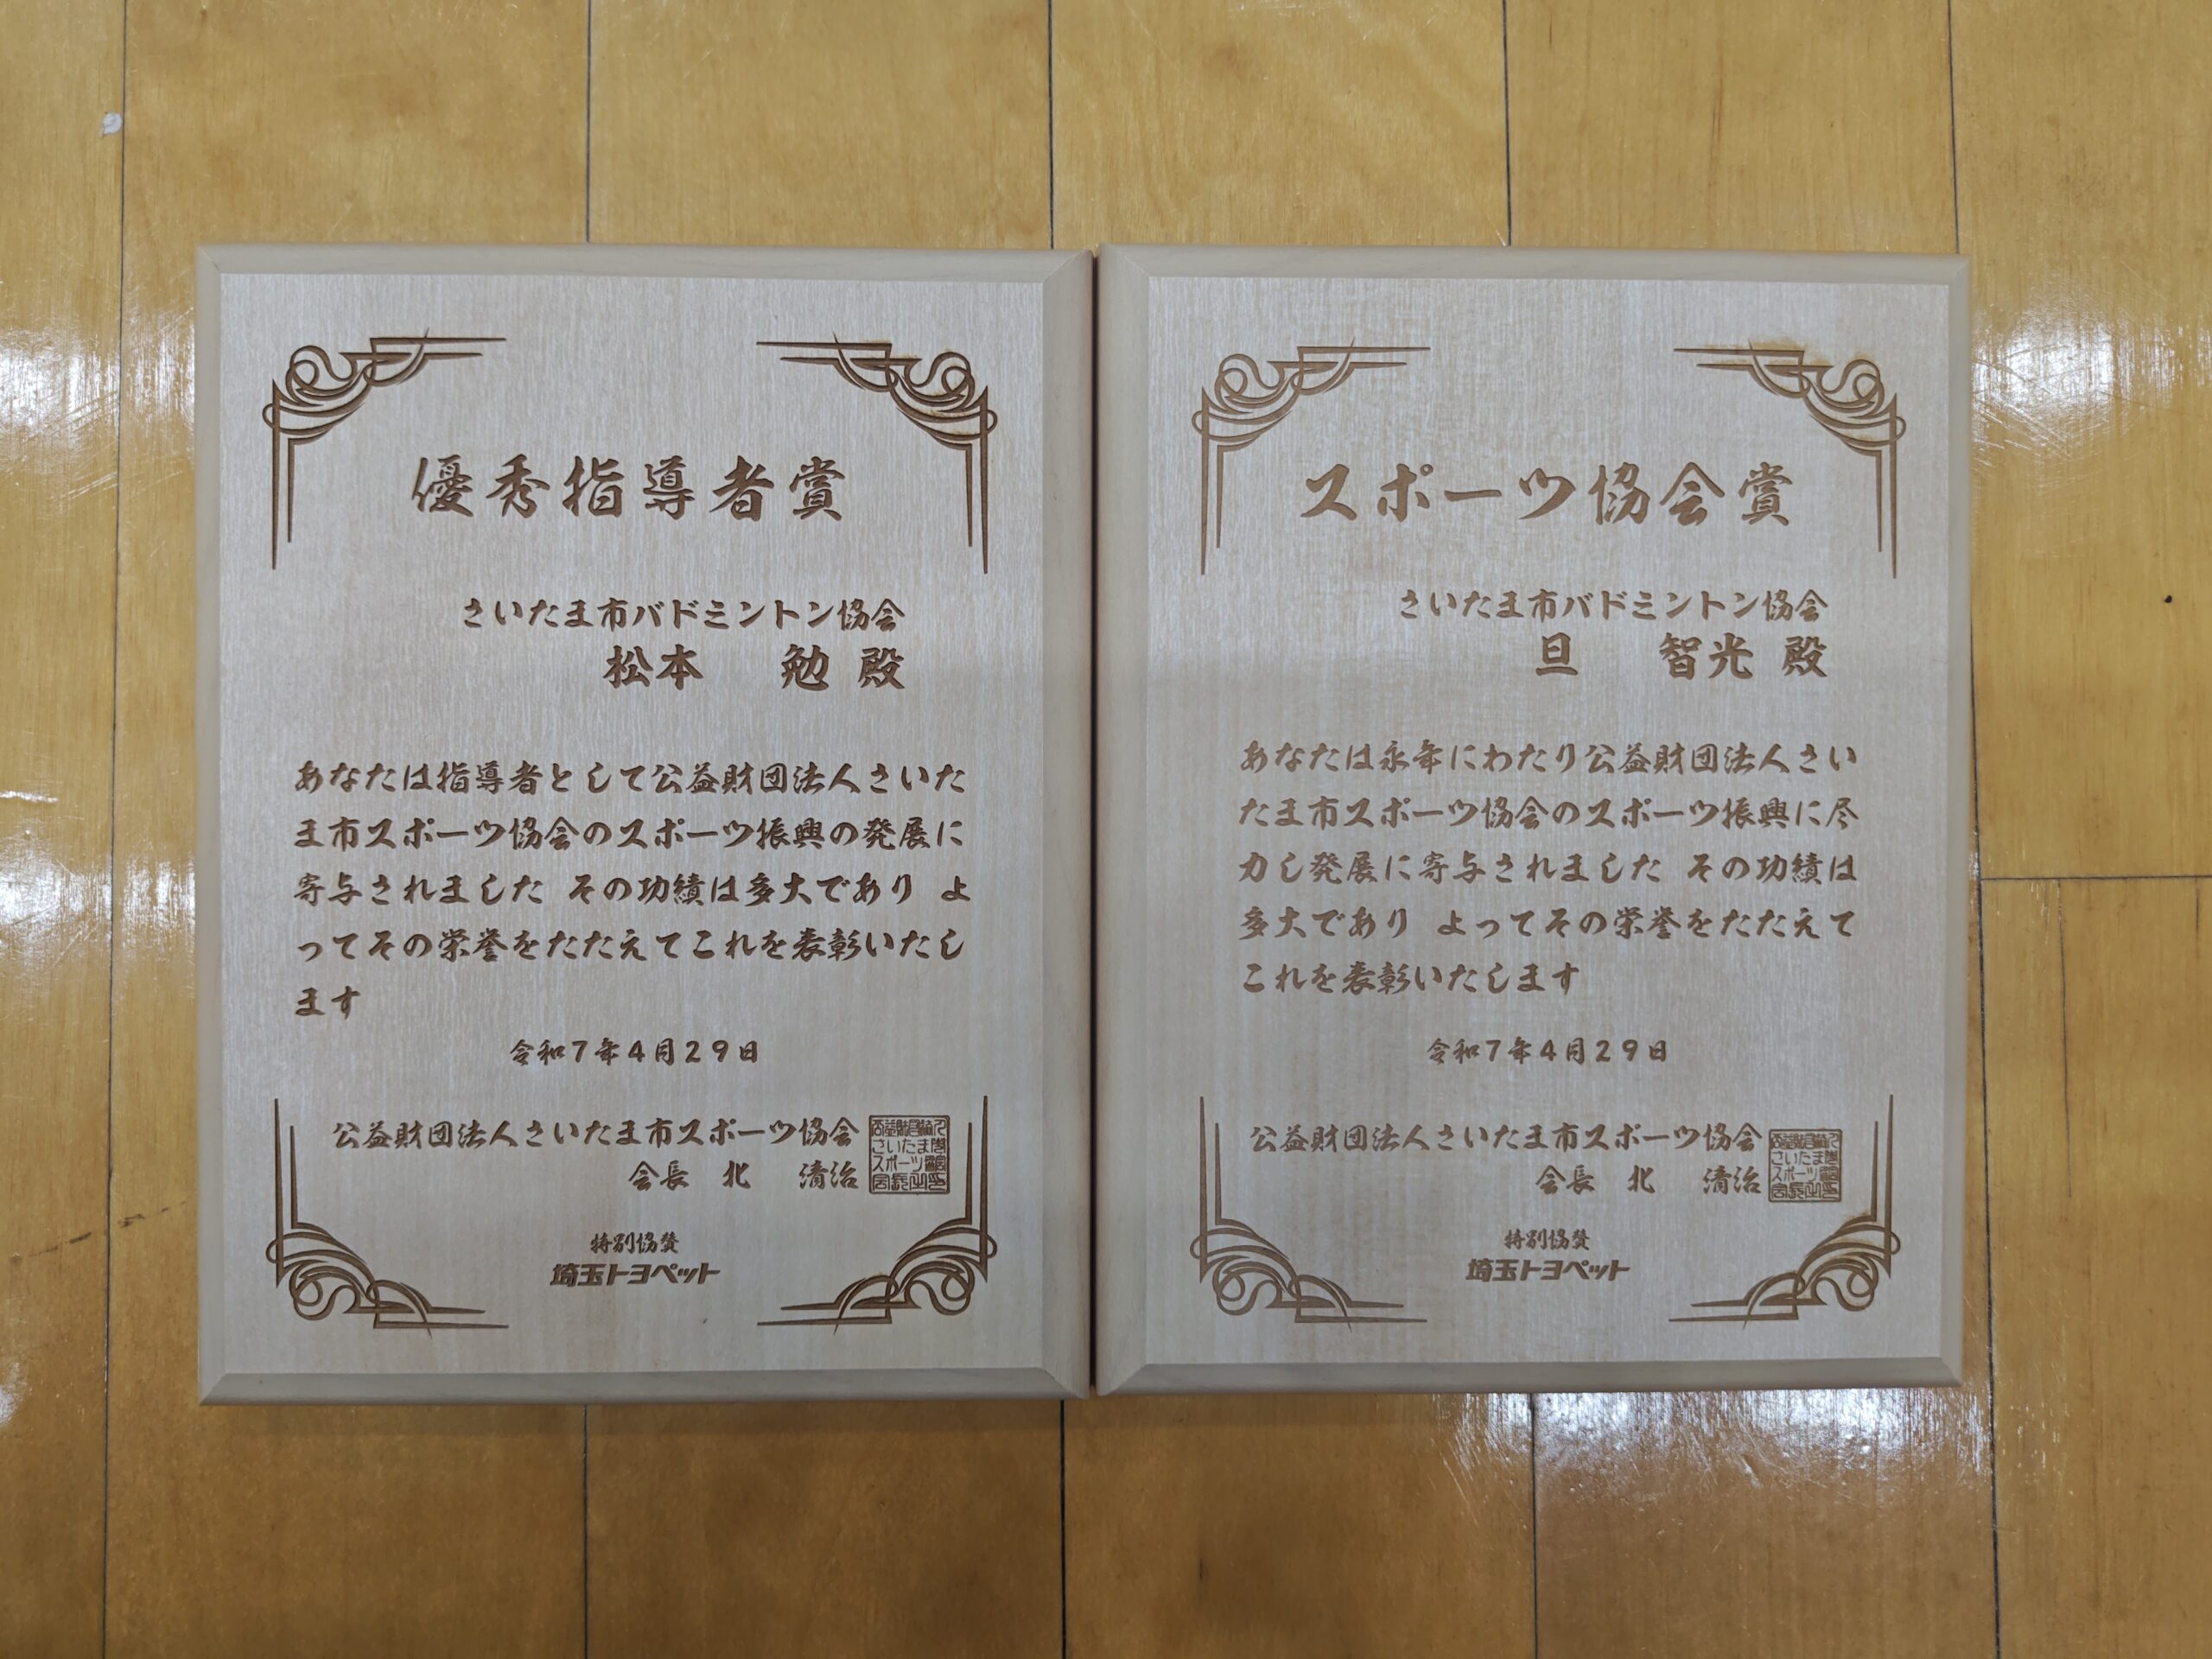 優秀指導者賞
さいたま市バドミントン協会
松本　勉 殿
あなたは指導者として公益財団法人さいた
ま市スポーツ協会のスポーツ振興の発展に
寄与されました その功績は多大であり よ
ってその栄誉をたたえてこれを表彰いたし
ます
令和7年4月29日
公益財団法人さいたま市スポーツ協会
会長　北　清治
特別協賛
埼玉トヨペット
スポーツ協会賞
さいたま市バドミントン協会
旦　智光 殿
あなたは永年にわたり公益財団法人さい
たま市スポーツ協会のスポーツ振興に尽
力し発展に寄与されました その功績は
多大であり よってその栄誉をたたえて
これを表彰いたします
令和7年4月29日
公益財団法人さいたま市スポーツ協会
会長　北　清治
特別協賛
埼玉トヨペット